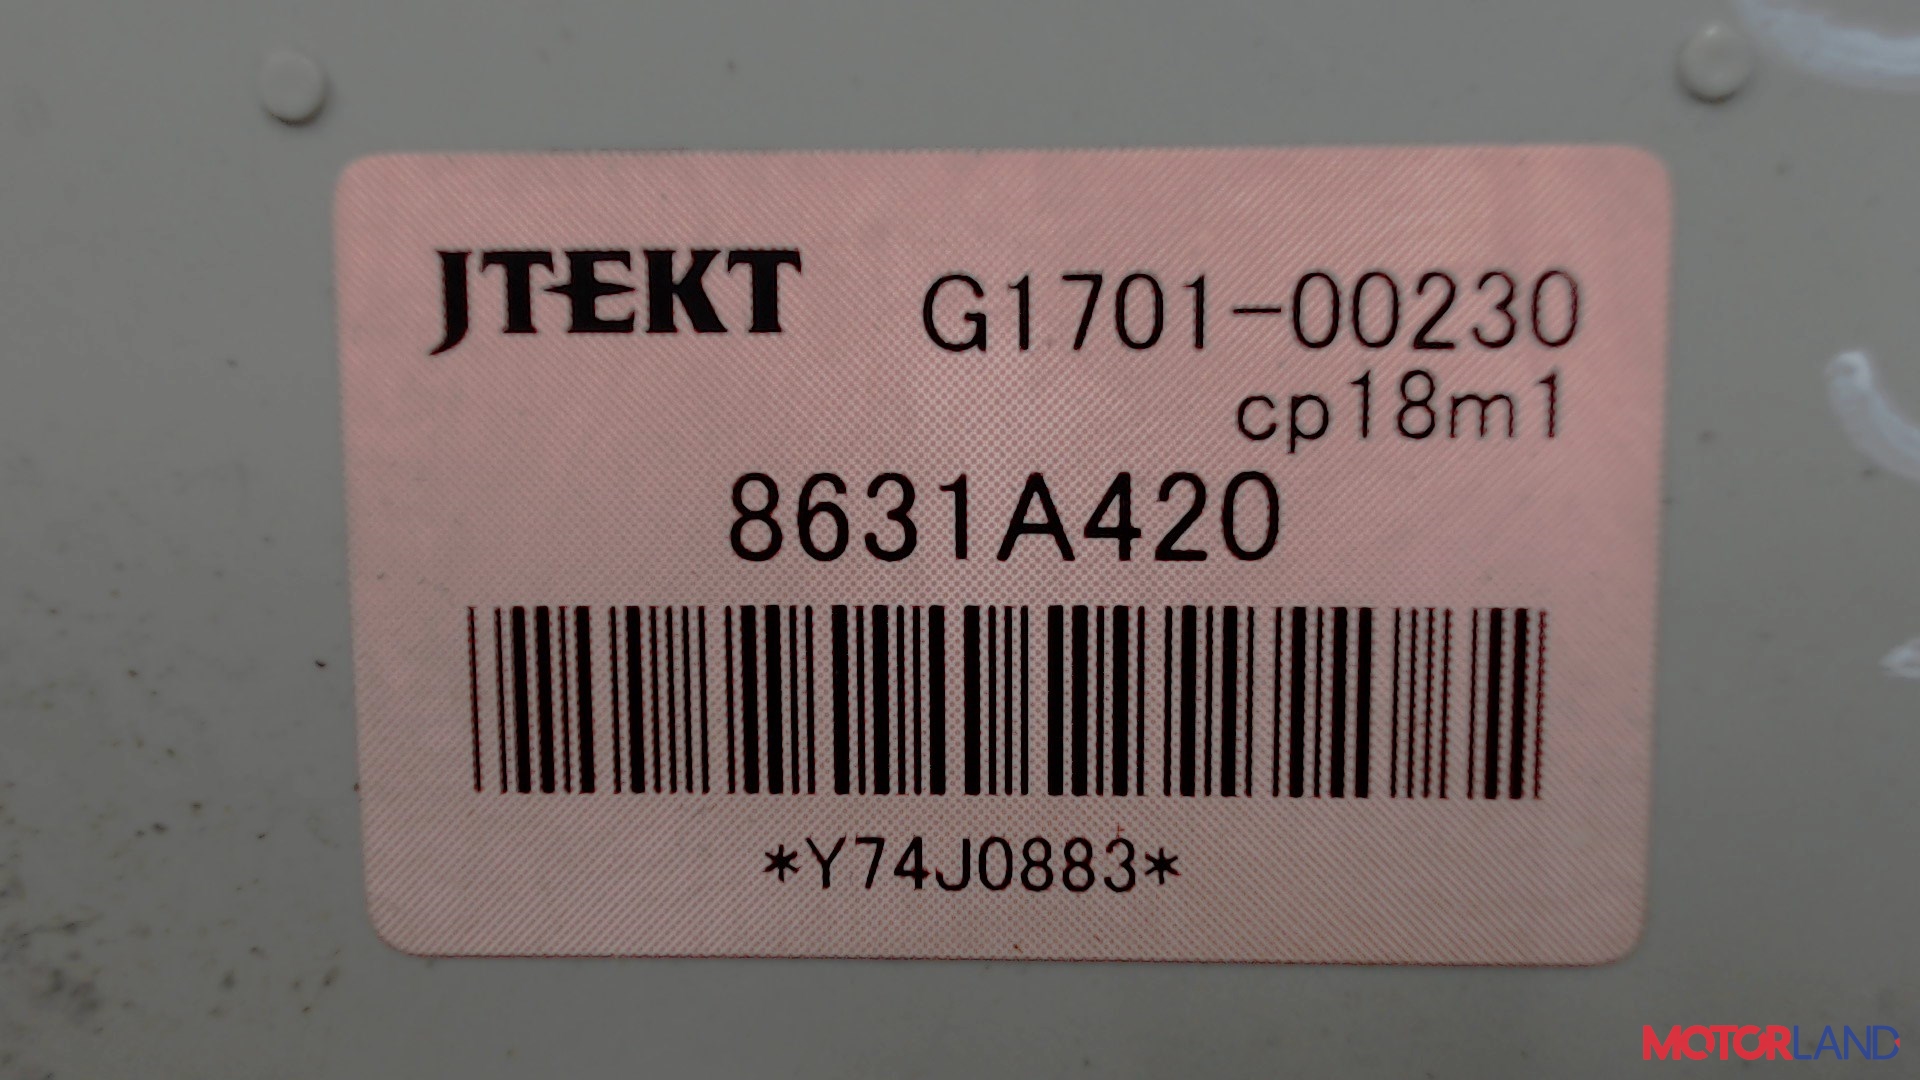 JTEKT G1701-00230
cp18m1
8631A420
*Y74J0883*
MOTORLAND